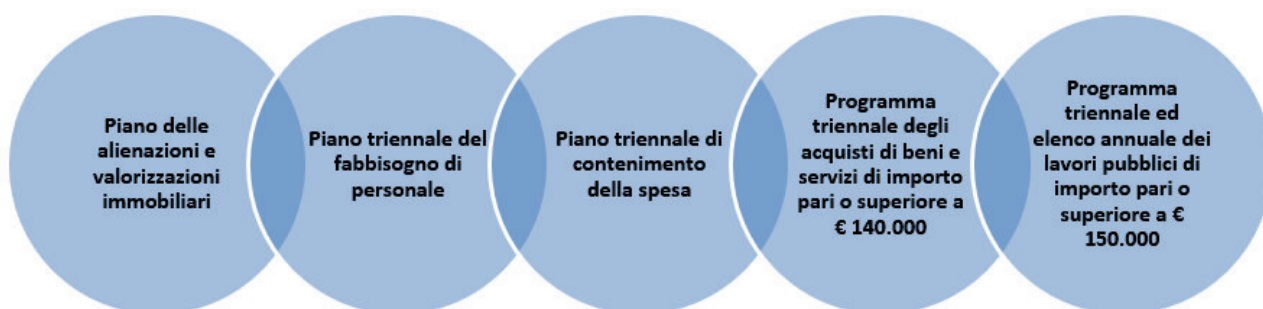 Piano delle
alienazioni e
valorizzazioni
immobiliari
Piano triennale del
fabbisogno di
personale
Piano triennale di
contenimento
della spesa
Programma
triennale degli
acquisti di beni e
servizi di importo
pari o superiore a
€ 140.000
Programma
triennale ed
elenco annuale dei
lavori pubblici di
importo pari o
superiore a €
150.000